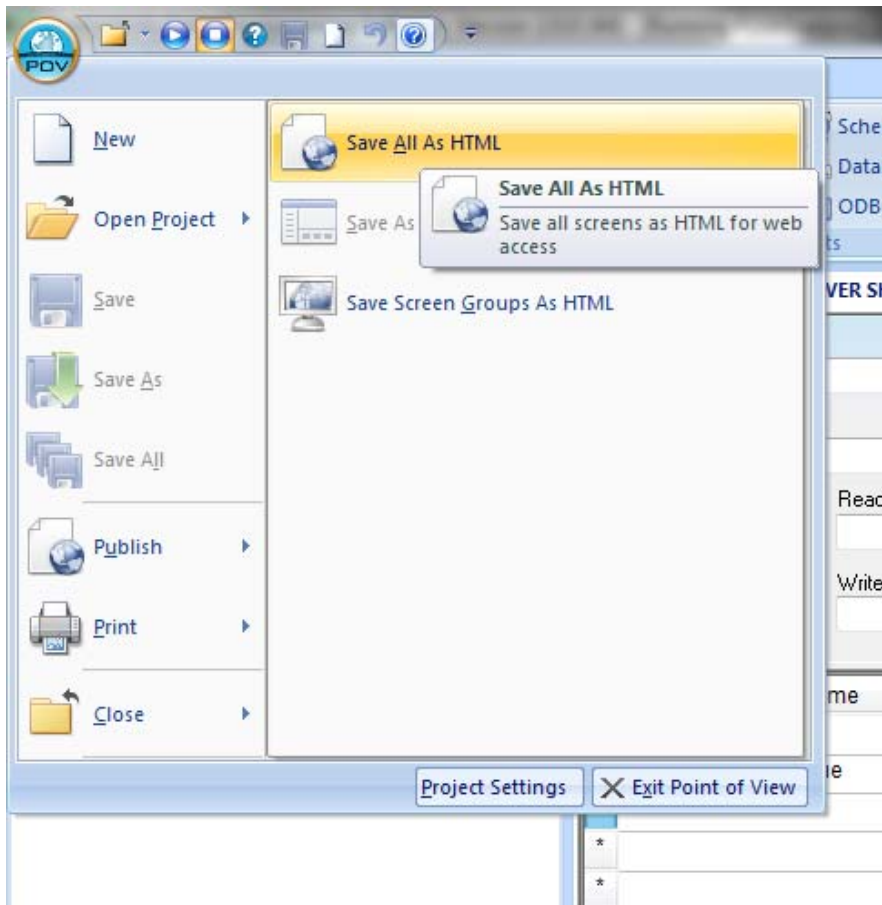 POV
New
Open Project
Save
Save As
Save All
Publish
Print
Close
Save All As HTML
Save As
Save Screen Groups As HTML
Save All As HTML
Save all screens as HTML for web
access
Project Settings
Exit Point of View
Sche
Data
ODB
ts
VER SH
Read
Write
me
ue
*
*